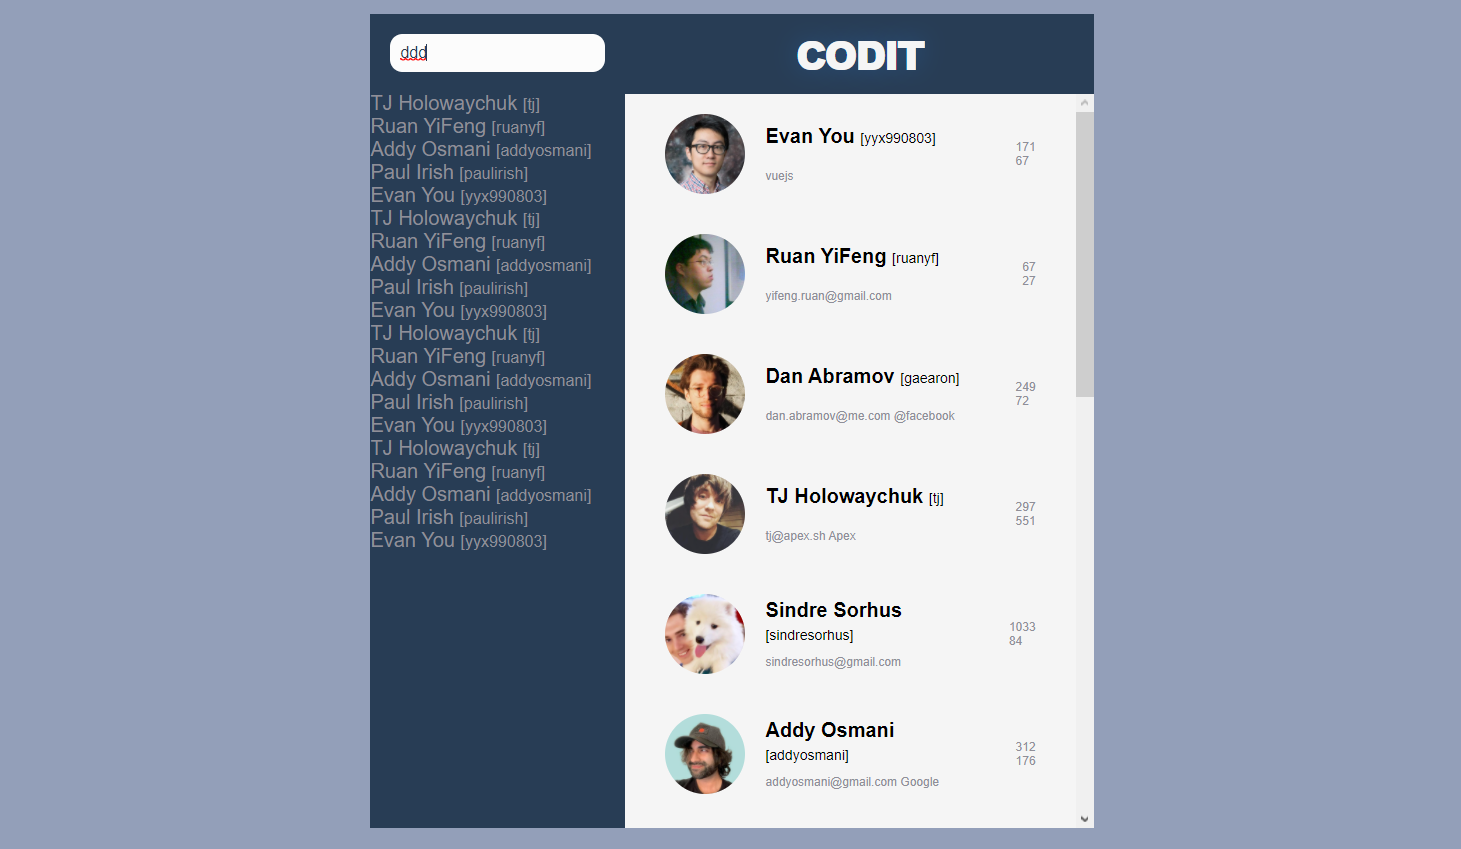 ddd
CODIT
TJ Holowaychuk [tj]
Ruan YiFeng [ruanyf]
Addy Osmani [addyosmani]
Paul Irish [paulirish]
Evan You [yyx990803]
TJ Holowaychuk [tj]
Ruan YiFeng [ruanyf]
Addy Osmani [addyosmani]
Paul Irish [paulirish]
Evan You [yyx990803]
TJ Holowaychuk [tj]
Ruan YiFeng [ruanyf]
Addy Osmani [addyosmani]
Paul Irish [paulirish]
Evan You [yyx990803]
TJ Holowaychuk [tj]
Ruan YiFeng [ruanyf]
Addy Osmani [addyosmani]
Paul Irish [paulirish]
Evan You [yyx990803]
Evan You [yyx990803]
vuejs
171
67
Ruan YiFeng [ruanyf]
yifeng.ruan@gmail.com
67
27
Dan Abramov [gaearon]
dan.abramov@me.com @facebook
249
72
TJ Holowaychuk [tj]
tj@apex.sh Apex
297
551
Sindre Sorhus
[sindresorhus]
sindresorhus@gmail.com
1033
84
Addy Osmani
[addyosmani]
addyosmani@gmail.com Google
312
176